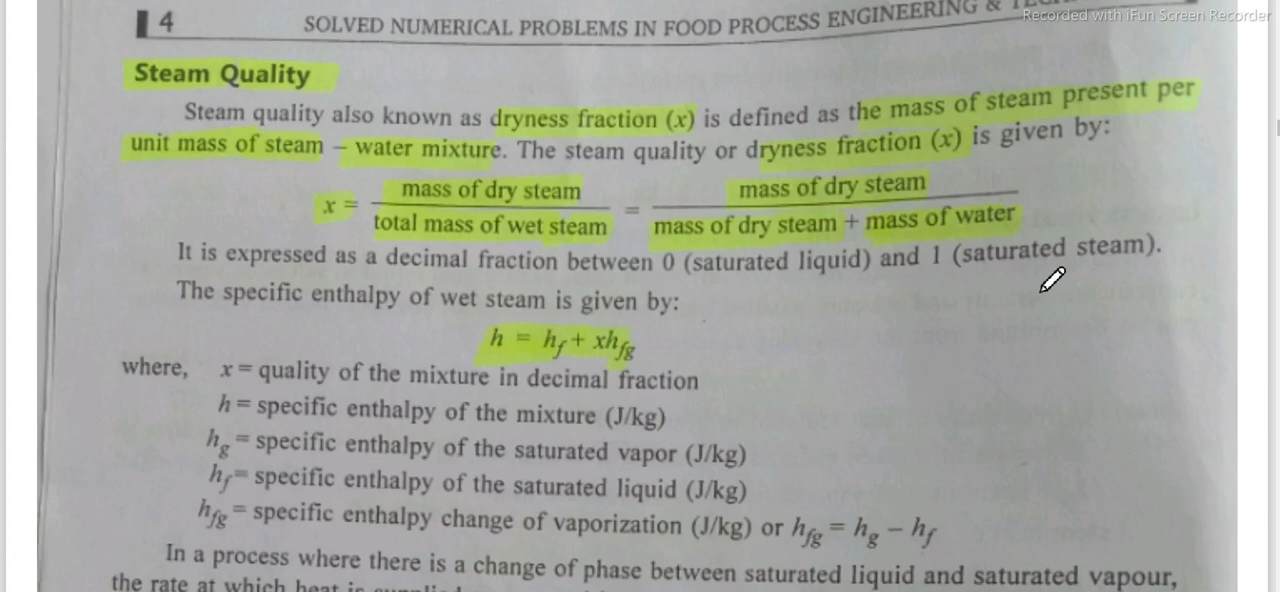 4 SOLVED NUMERICAL PROBLEMS IN FOOD PROCESS ENGINEERING &
Recorded with iFun Screen Recorder
Steam Quality
Steam quality also known as dryness fraction (x) is defined as the mass of steam present per
unit mass of steam – water mixture. The steam quality or dryness fraction (x) is given by:
x = mass of dry steam / total mass of wet steam = mass of dry steam / mass of dry steam + mass of water
It is expressed as a decimal fraction between 0 (saturated liquid) and 1 (saturated steam).
The specific enthalpy of wet steam is given by:
h = hf + xhfg
where, x = quality of the mixture in decimal fraction
h = specific enthalpy of the mixture (J/kg)
hg = specific enthalpy of the saturated vapor (J/kg)
hf = specific enthalpy of the saturated liquid (J/kg)
hfg = specific enthalpy change of vaporization (J/kg) or hfg = hg − hf
In a process where there is a change of phase between saturated liquid and saturated vapour,
the rate at which heat is